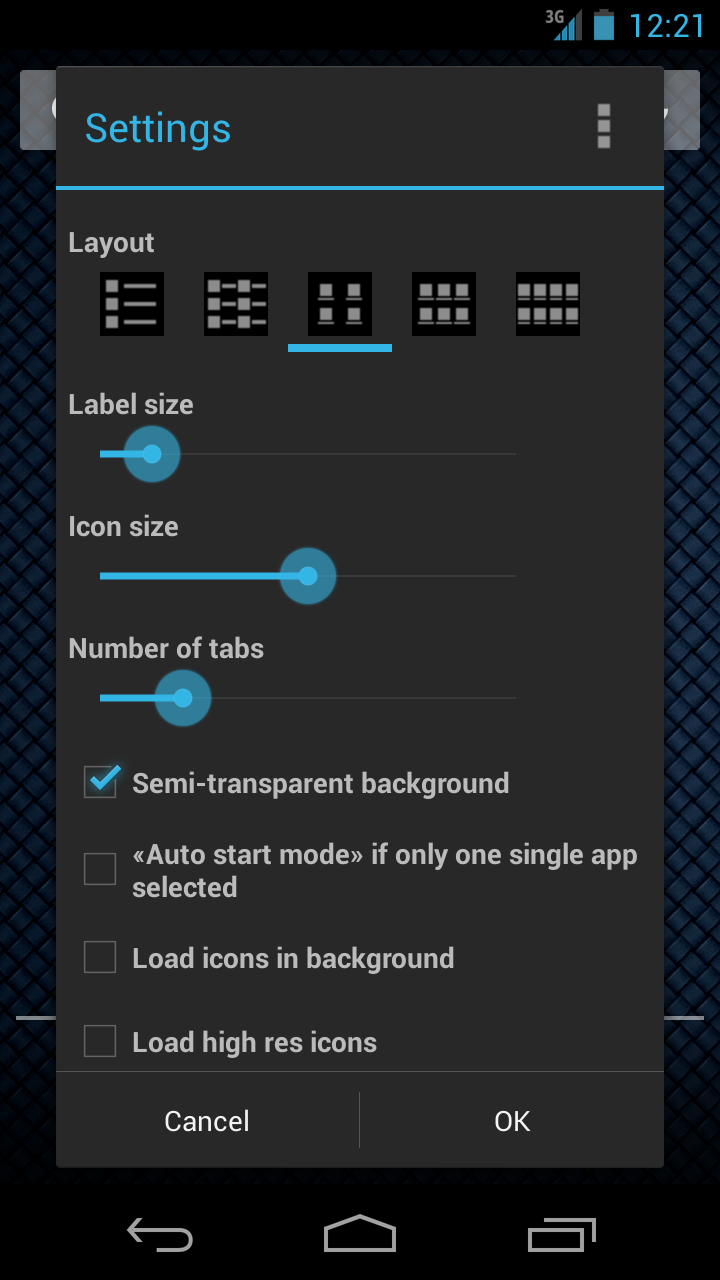 3G
12:21
Settings
Layout
Label size
Icon size
Number of tabs
Semi-transparent background
«Auto start mode» if only one single app
selected
Load icons in background
Load high res icons
Cancel
OK